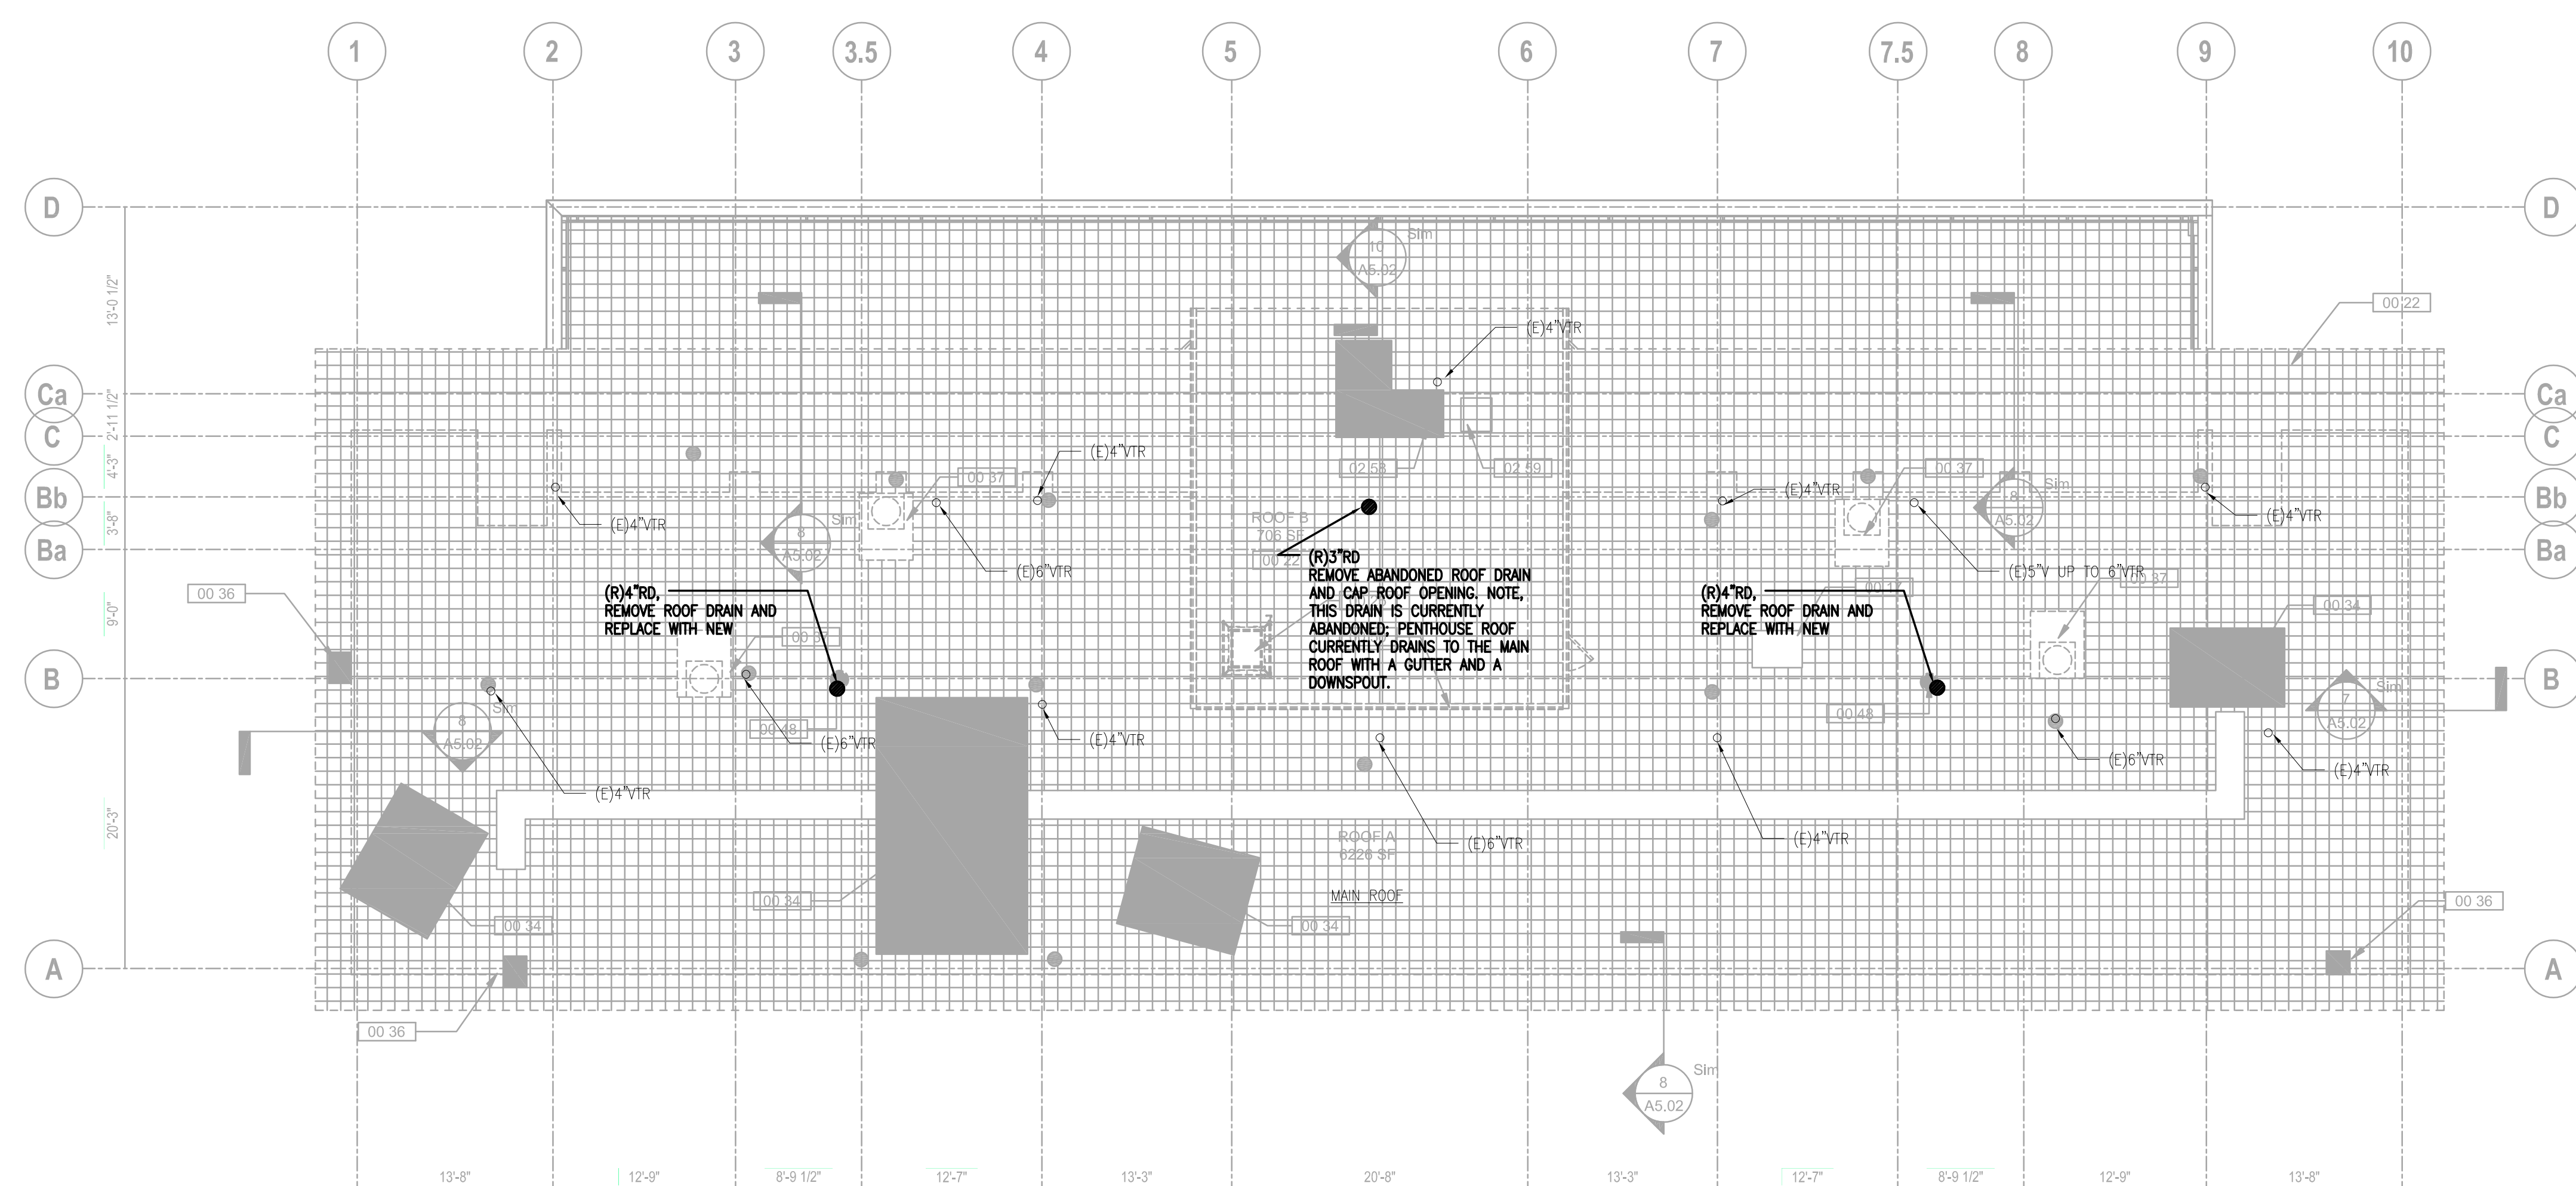 1 2 3 3.5 4 5 6 7 7.5 8 9 10
D D
Sim
10
A5.02
13'-0 1/2"
00 22
(E)4"VTR
Ca Ca
2'-11 1/2"
C C
(E)4"VTR
4'-3"
02 58
02 59
00 37
00 37
(E)4"VTR
Sim
8
A5.02
Bb Bb
(E)4"VTR
(E)4"VTR
Sim
8
A5.02
3'-8"
ROOF B
706 SF
00 22
Ba Ba
(E)6"VTR
(E)5"V UP TO 6"VTR
00 37
00 17
00 36
(R)4"RD,
REMOVE ROOF DRAIN AND
REPLACE WITH NEW
(R)3"RD
REMOVE ABANDONED ROOF DRAIN
AND CAP ROOF OPENING. NOTE,
THIS DRAIN IS CURRENTLY
ABANDONED; PENTHOUSE ROOF
CURRENTLY DRAINS TO THE MAIN
ROOF WITH A GUTTER AND A
DOWNSPOUT.
(R)4"RD,
REMOVE ROOF DRAIN AND
REPLACE WITH NEW
00 34
9'-0"
00 37
B B
Sim
8
A5.02
00 48
(E)6"VTR
(E)4"VTR
00 48
Sim
7
A5.02
(E)6"VTR
(E)4"VTR
(E)4"VTR
20'-3"
ROOF A
6226 SF
(E)6"VTR
(E)4"VTR
MAIN ROOF
00 34
00 34
00 34
00 36
A A
00 36
Sim
8
A5.02
13'-8" 12'-9" 8'-9 1/2" 12'-7" 13'-3" 20'-8" 13'-3" 12'-7" 8'-9 1/2" 12'-9" 13'-8"